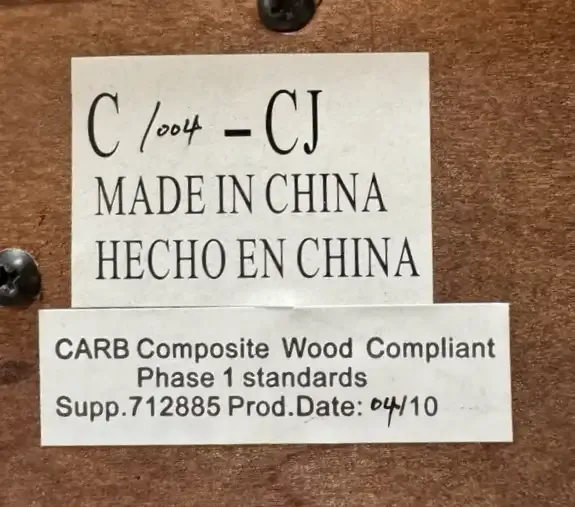 C /004 - CJ
MADE IN CHINA
HECHO EN CHINA
CARB Composite Wood Compliant
Phase 1 standards
Supp.712885 Prod.Date: 04/10